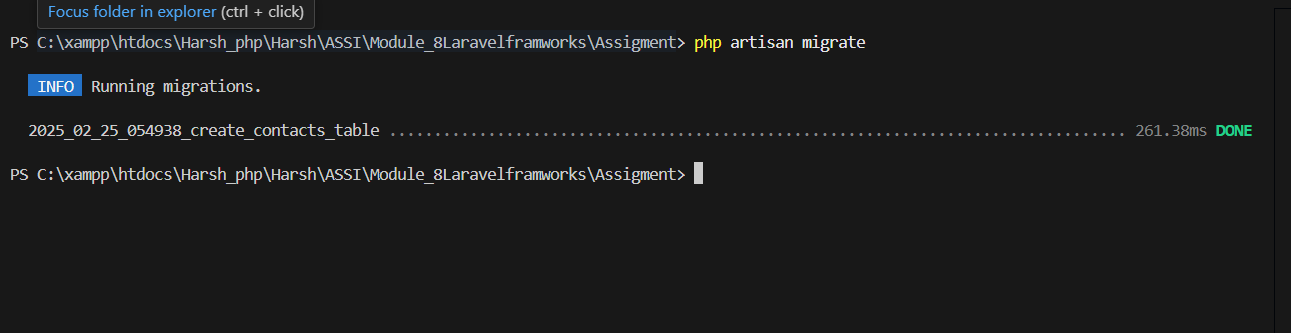 Focus folder in explorer (ctrl + click)
PS C:\xampp\htdocs\Harsh_php\Harsh\ASSI\Module_8Laravelframworks\Assigment> php artisan migrate
INFO Running migrations.
2025_02_25_054938_create_contacts_table .................................................................................. 261.38ms DONE
PS C:\xampp\htdocs\Harsh_php\Harsh\ASSI\Module_8Laravelframworks\Assigment>